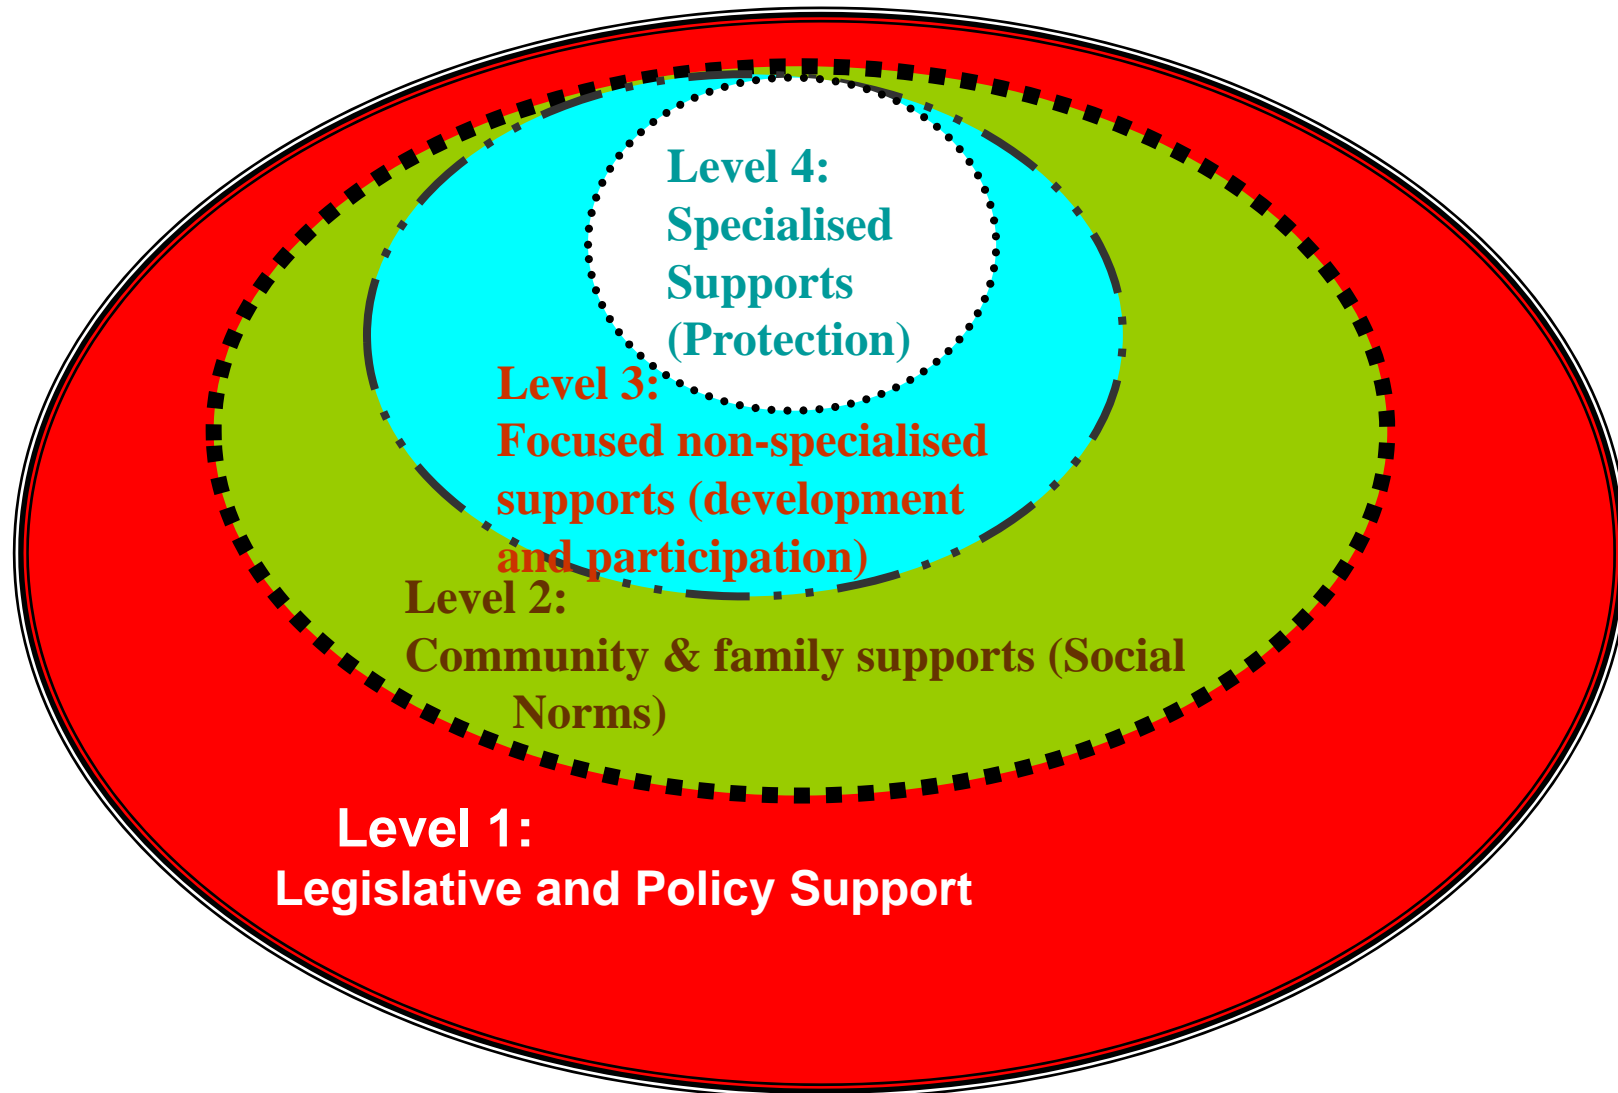 Level 4:
Specialised
Supports
(Protection)
Level 3:
Focused non-specialised
supports (development
and participation)
Level 2:
Community & family supports (Social
Norms)
Level 1:
Legislative and Policy Support